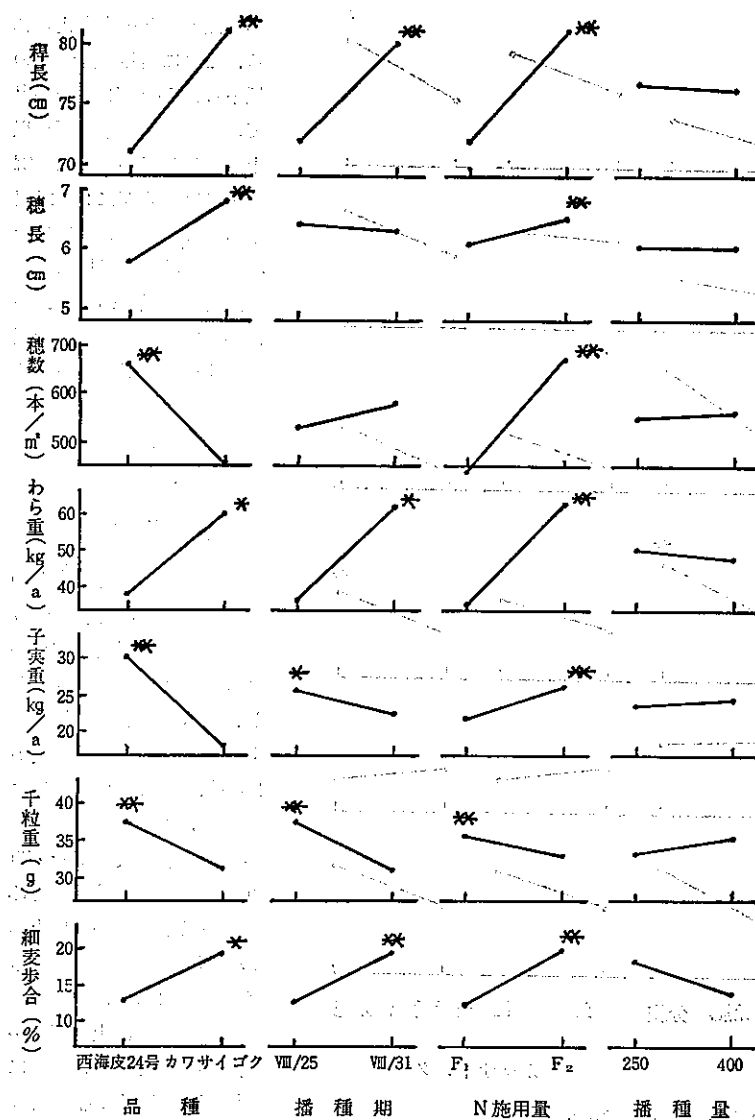 稈長(cm)
80
75
70
** ** **
穂長(cm)
7
6
5
** **
穂数(本/㎡)
700
600
500
** **
わら重(kg/a)
60
50
40
* * **
子実重(kg/a)
30
25
20
** * **
千粒重(g)
40
35
30
** ** **
細麦歩合(%)
20
15
10
* ** **
西海皮24号 カワサイゴク Ⅷ/25 Ⅷ/31 F₁ F₂ 250 400
品種 播種期 N施用量 播種量